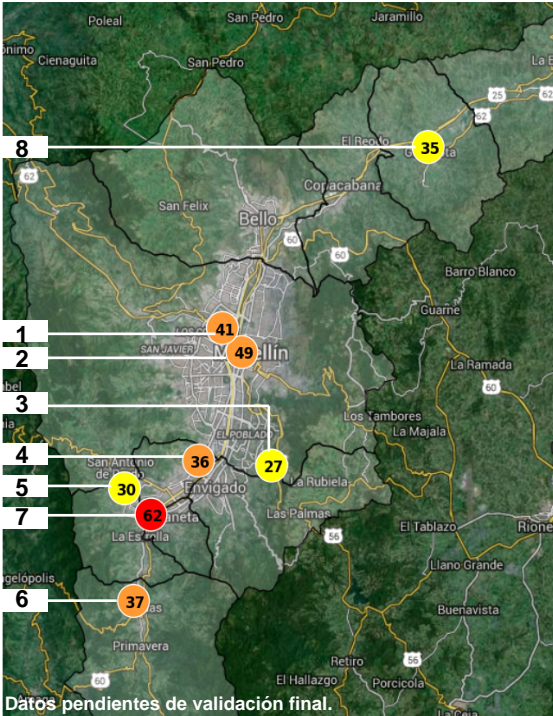 Poleal
San Pedro
Jaramillo
Cienaguita
San Pedro
25
62
62
8
El
35
62
Copacabana
San Felix
Bello
60
60
Barro Blanco
Guarne
1
41
2
SAN JAVIER
49
La Ramada
60
3
Los Tambores
La Majala
EL POBLADO
4
36
27
San Antonio
5
30
Envigado
La Rubiela
7
62
Las Palmas
La Estrella
56
El Tablazo
Llano Grande
6
37
Buenavista
Primavera
Retiro
56
60
El Hallazgo
Porcicola
La Ceja
Datos pendientes de validación final.